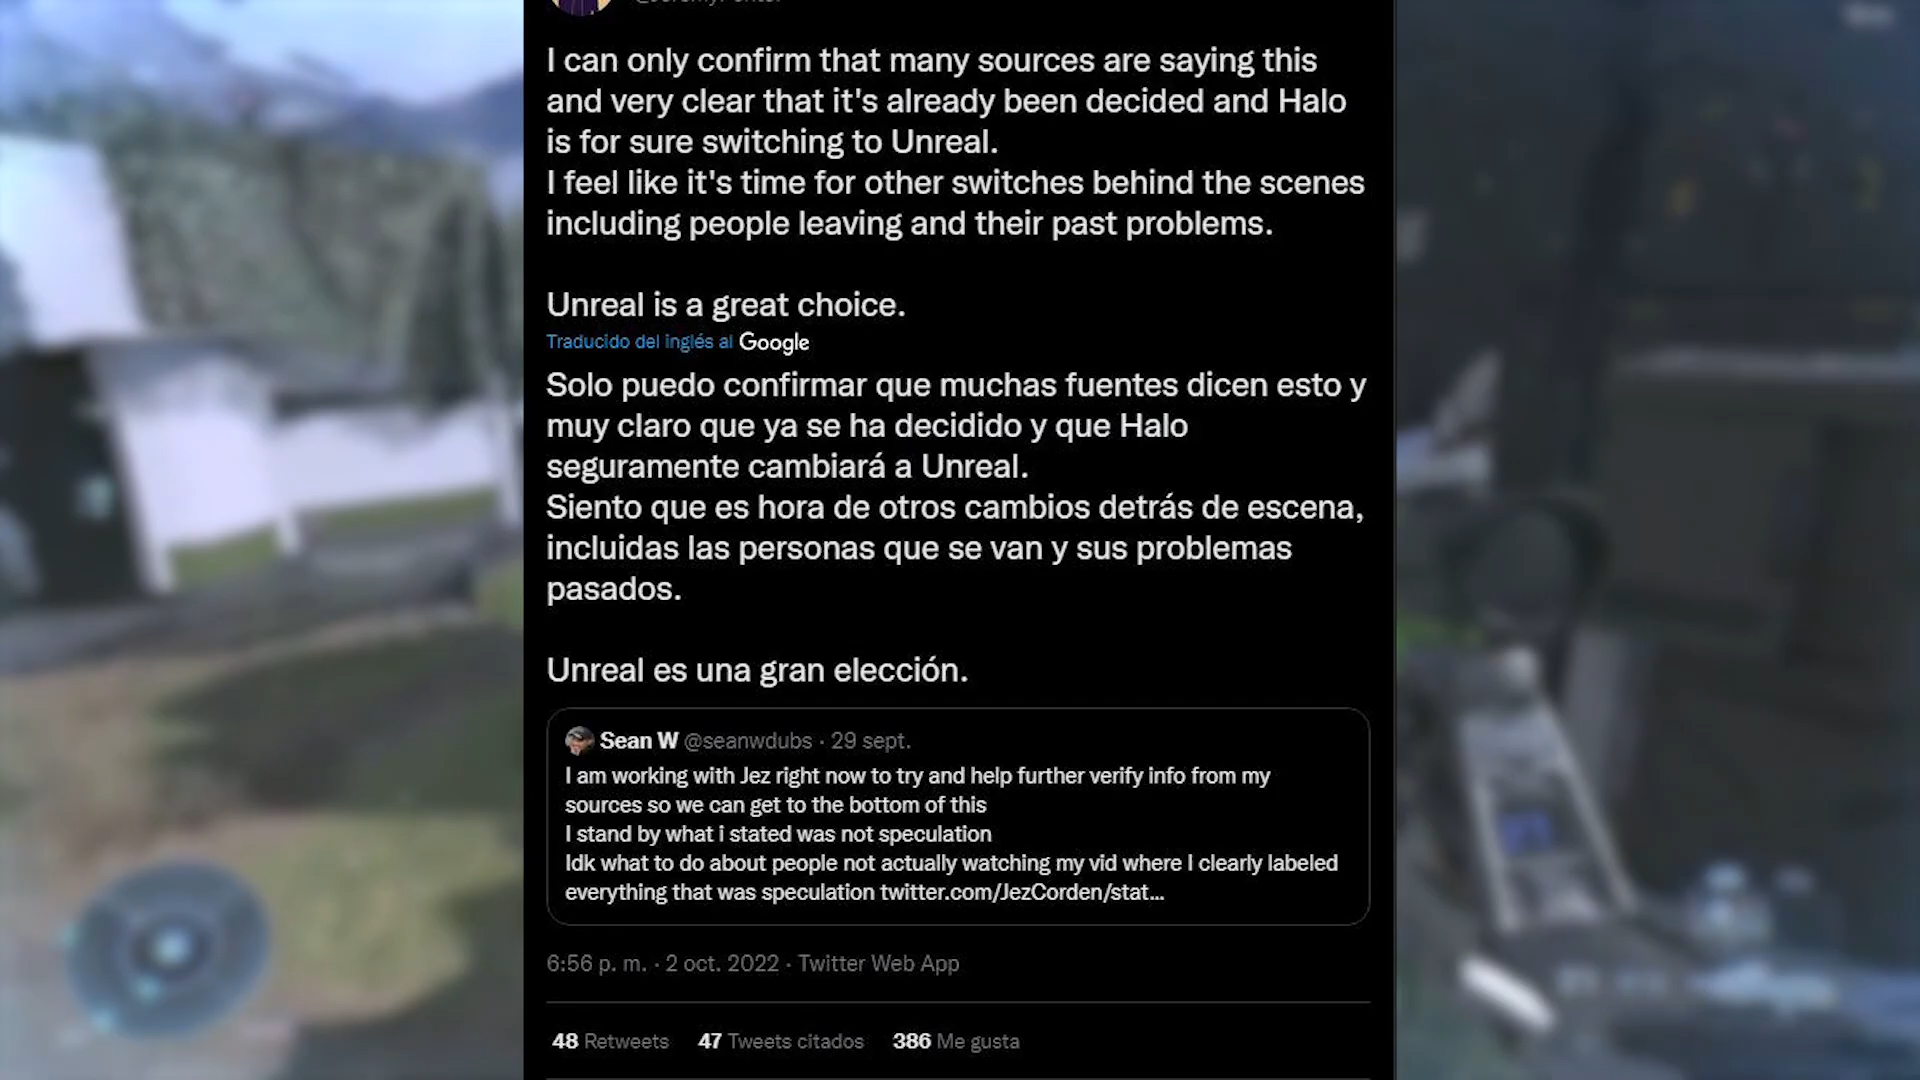 I can only confirm that many sources are saying this
and very clear that it's already been decided and Halo
is for sure switching to Unreal.
I feel like it's time for other switches behind the scenes
including people leaving and their past problems.
Unreal is a great choice.
Traducido del inglés al Google
Solo puedo confirmar que muchas fuentes dicen esto y
muy claro que ya se ha decidido y que Halo
seguramente cambiará a Unreal.
Siento que es hora de otros cambios detrás de escena,
incluidas las personas que se van y sus problemas
pasados.
Unreal es una gran elección.
Sean W @seanwdubs · 29 sept.
I am working with Jez right now to try and help further verify info from my
sources so we can get to the bottom of this
I stand by what i stated was not speculation
Idk what to do about people not actually watching my vid where I clearly labeled
everything that was speculation twitter.com/JezCorden/stat...
6:56 p. m. · 2 oct. 2022 · Twitter Web App
48 Retweets 47 Tweets citados 386 Me gusta